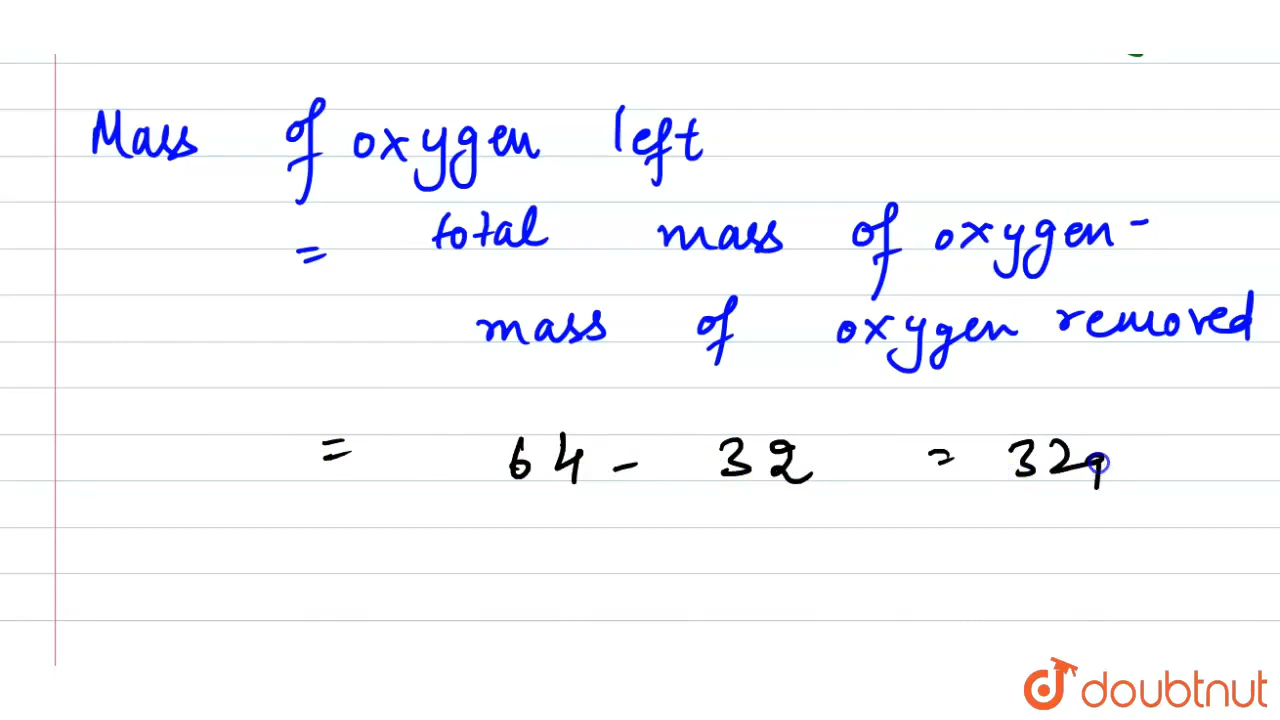 Mass of oxygen left
= total mass of oxygen -
mass of oxygen removed
= 64 - 32 = 32g
doubtnut